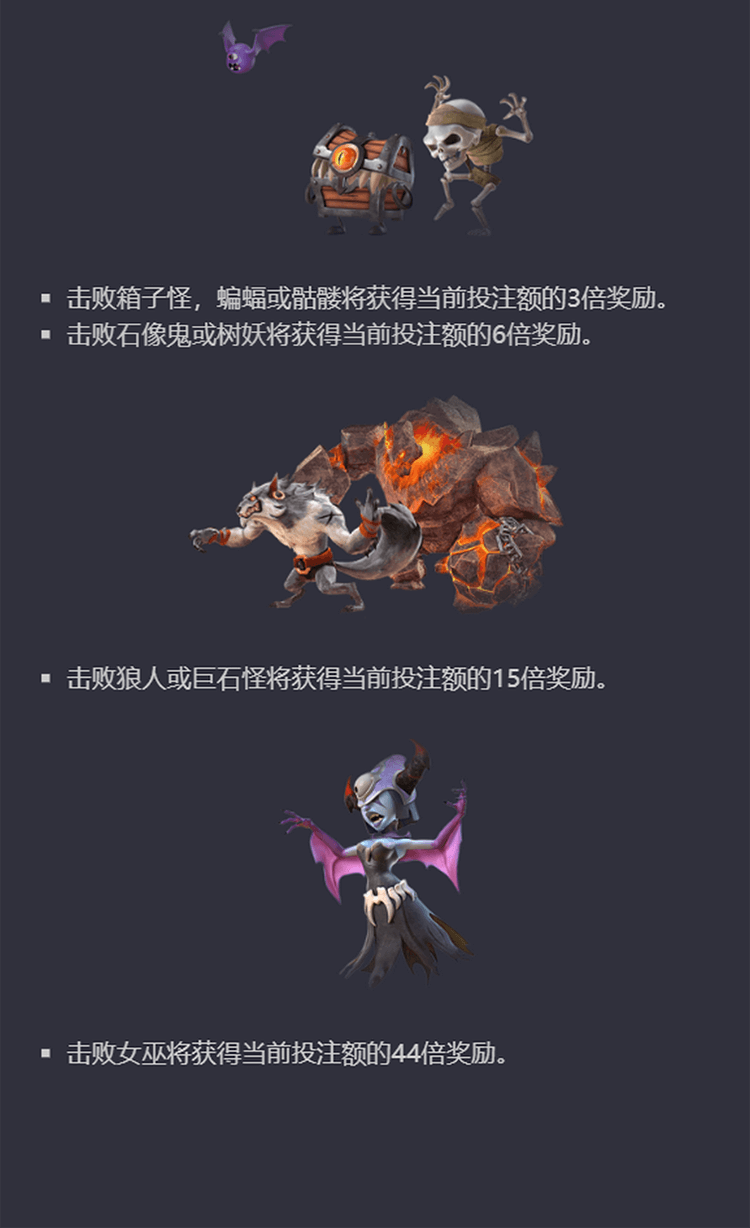 击败箱子怪，蝙蝠或骷髅将获得当前投注额的3倍奖励。
击败石像鬼或树妖将获得当前投注额的6倍奖励。
击败狼人或巨石怪将获得当前投注额的15倍奖励。
击败女巫将获得当前投注额的44倍奖励。